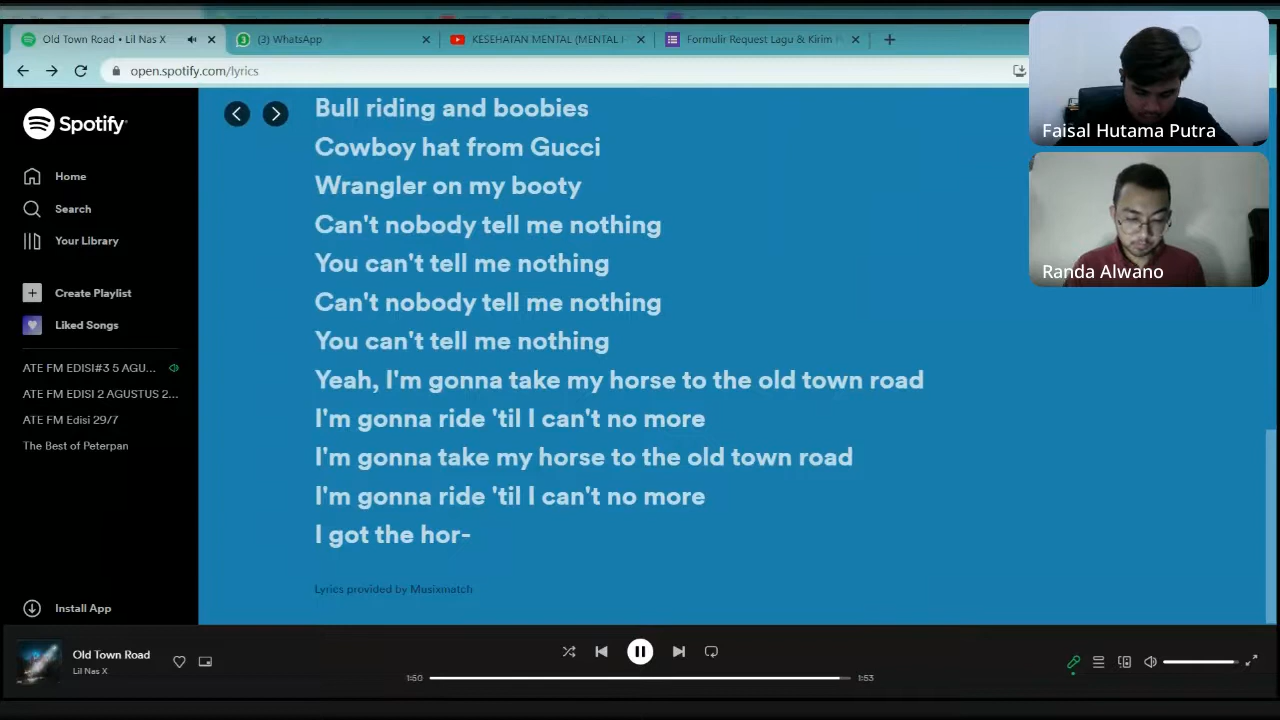 Old Town Road • Lil Nas X
(3) WhatsApp
KESEHATAN MENTAL (MENTAL
Formulir Request Lagu & Kirim
open.spotify.com/lyrics
Spotify
Home
Search
Your Library
Create Playlist
Liked Songs
ATE FM EDISI#3 5 AGU...
ATE FM EDISI 2 AGUSTUS 2...
ATE FM Edisi 29/7
The Best of Peterpan
Install App
Bull riding and boobies
Cowboy hat from Gucci
Wrangler on my booty
Can't nobody tell me nothing
You can't tell me nothing
Can't nobody tell me nothing
You can't tell me nothing
Yeah, I'm gonna take my horse to the old town road
I'm gonna ride 'til I can't no more
I'm gonna take my horse to the old town road
I'm gonna ride 'til I can't no more
I got the hor-
Lyrics provided by Musixmatch
Faisal Hutama Putra
Randa Alwano
Old Town Road
Lil Nas X
1:50
1:53